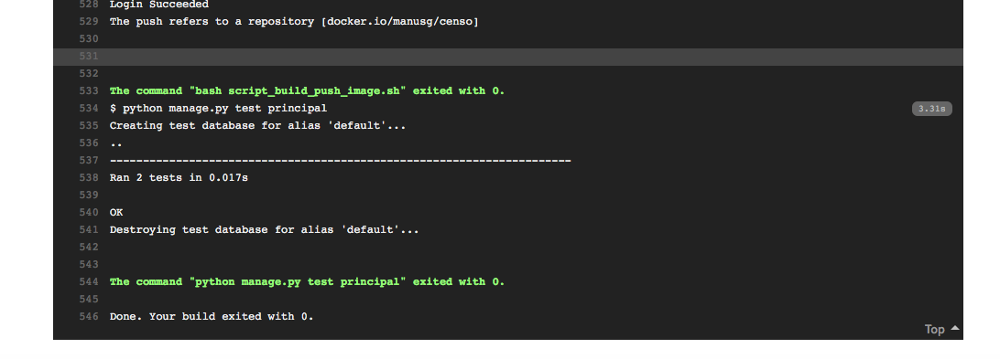 528 Login Succeeded
529 The push refers to a repository [docker.io/manusg/censo]
530
531
532
533 The command "bash script_build_push_image.sh" exited with 0.
534 $ python manage.py test principal 3.31s
535 Creating test database for alias 'default'...
536 ..
537 ----------------------------------------------------------------------
538 Ran 2 tests in 0.017s
539
540 OK
541 Destroying test database for alias 'default'...
542
543
544 The command "python manage.py test principal" exited with 0.
545
546 Done. Your build exited with 0.
Top